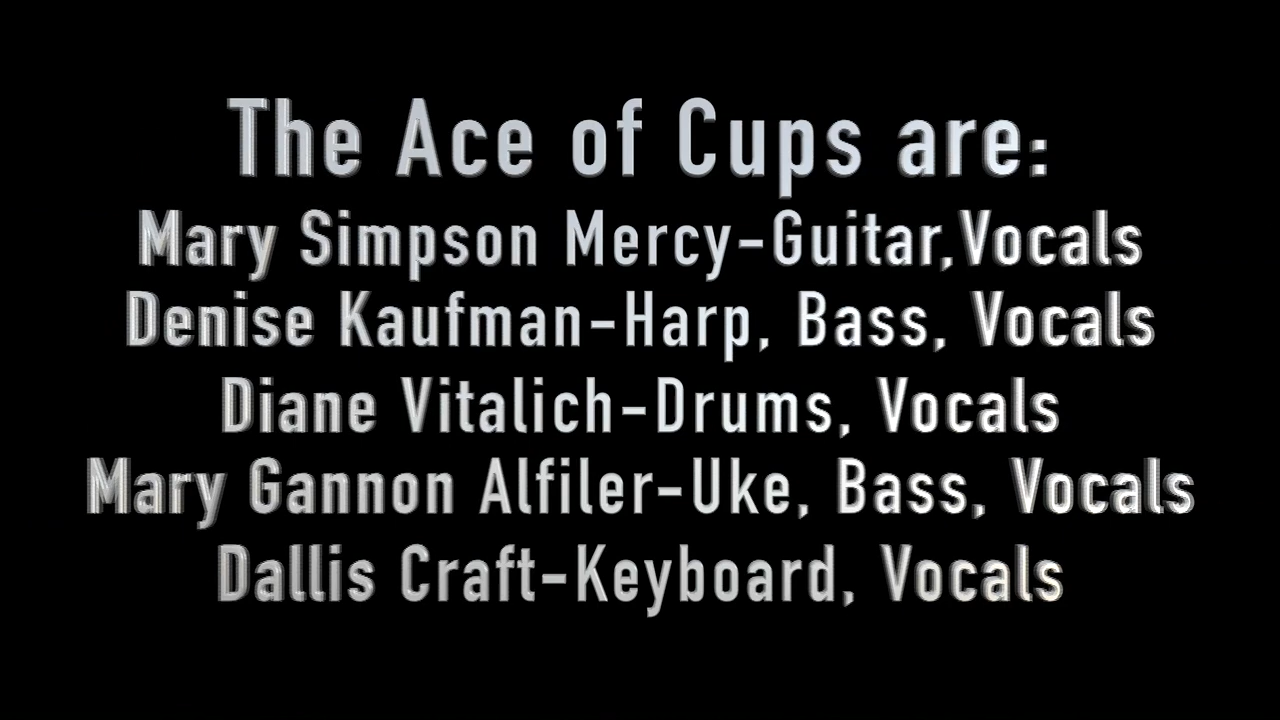 The Ace of Cups are:
Mary Simpson Mercy-Guitar,Vocals
Denise Kaufman-Harp, Bass, Vocals
Diane Vitalich-Drums, Vocals
Mary Gannon Alfiler-Uke, Bass, Vocals
Dallis Craft-Keyboard, Vocals